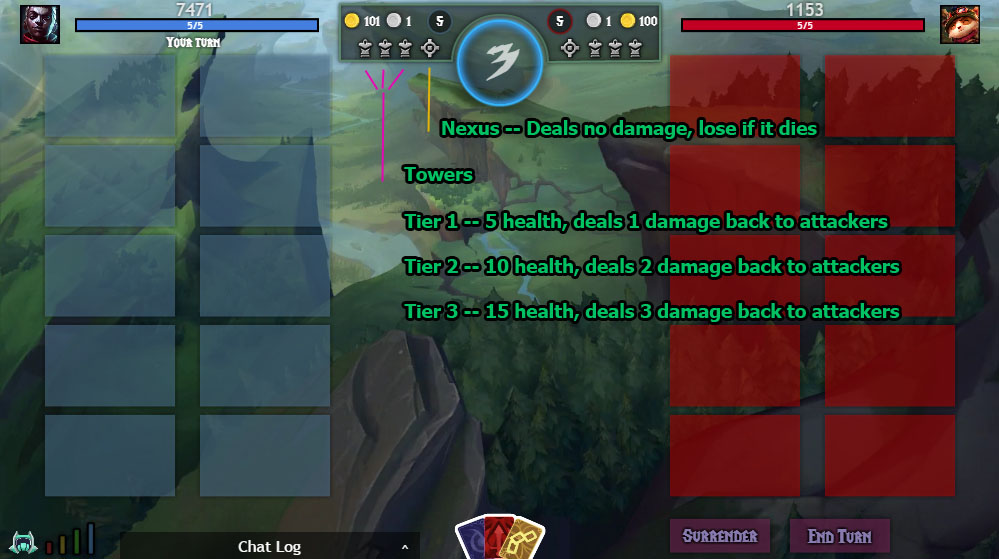 7471
5/5
Your turn
101 1 5
5 1 100
3
1153
5/5
Nexus -- Deals no damage, lose if it dies
Towers
Tier 1 -- 5 health, deals 1 damage back to attackers
Tier 2 -- 10 health, deals 2 damage back to attackers
Tier 3 -- 15 health, deals 3 damage back to attackers
Chat Log
Surrender
End Turn